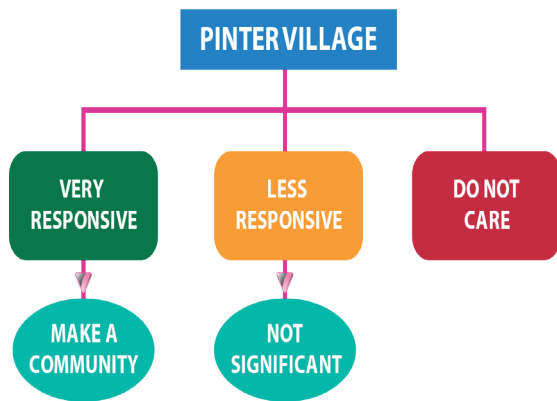 PINTER VILLAGE
VERY
RESPONSIVE
LESS
RESPONSIVE
DO NOT
CARE
MAKE A
COMMUNITY
NOT
SIGNIFICANT